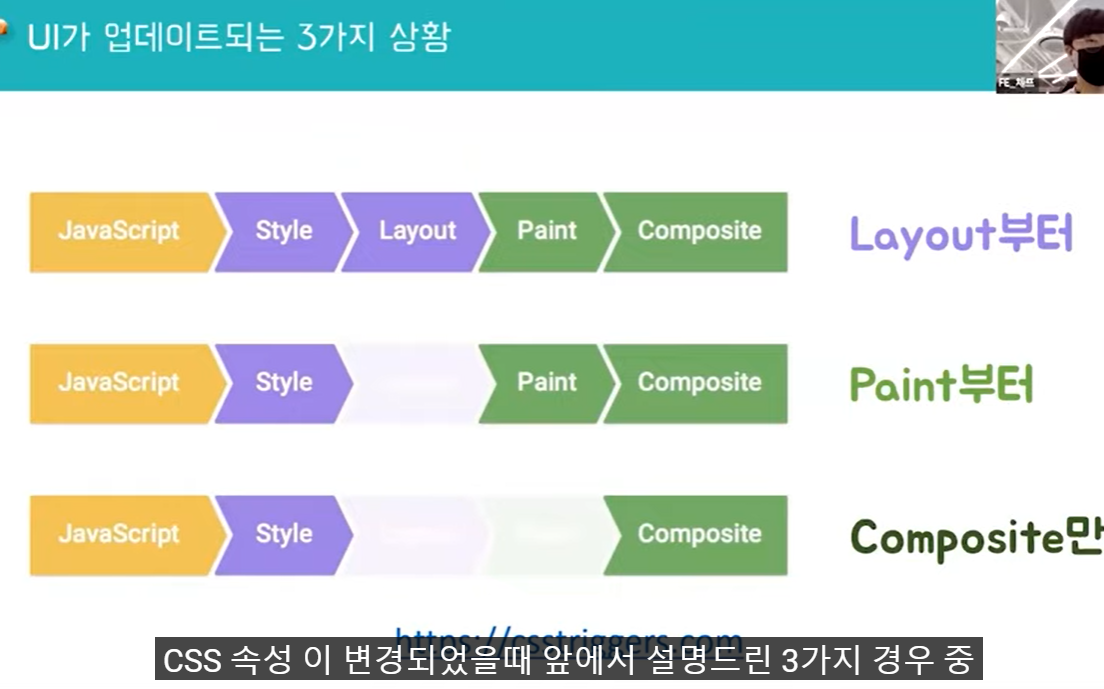 UI가 업데이트되는 3가지 상황
FE_체프
JavaScript Style Layout Paint Composite Layout부터
JavaScript Style Paint Composite Paint부터
JavaScript Style Composite Composite만
https://csstriggers.com
CSS 속성 이 변경되었을때 앞에서 설명드린 3가지 경우 중